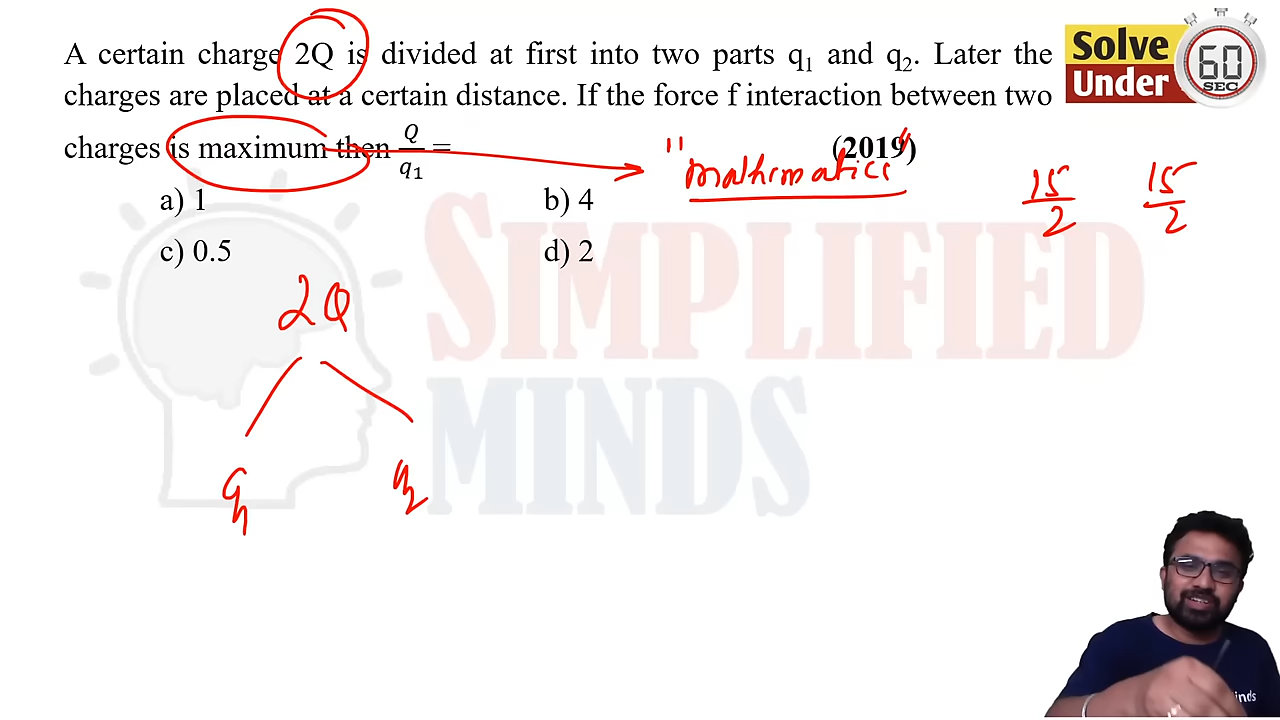 A certain charge 2Q is divided at first into two parts q₁ and q₂. Later the
charges are placed at a certain distance. If the force f interaction between two
charges is maximum then Q/q₁ = (2019)
"mathematics"
a) 1 b) 4
c) 0.5 d) 2
Solve
Under
60
SEC
15/2 15/2
2Q
q₁ q₂
SIMPLIFIED
MINDS
inds